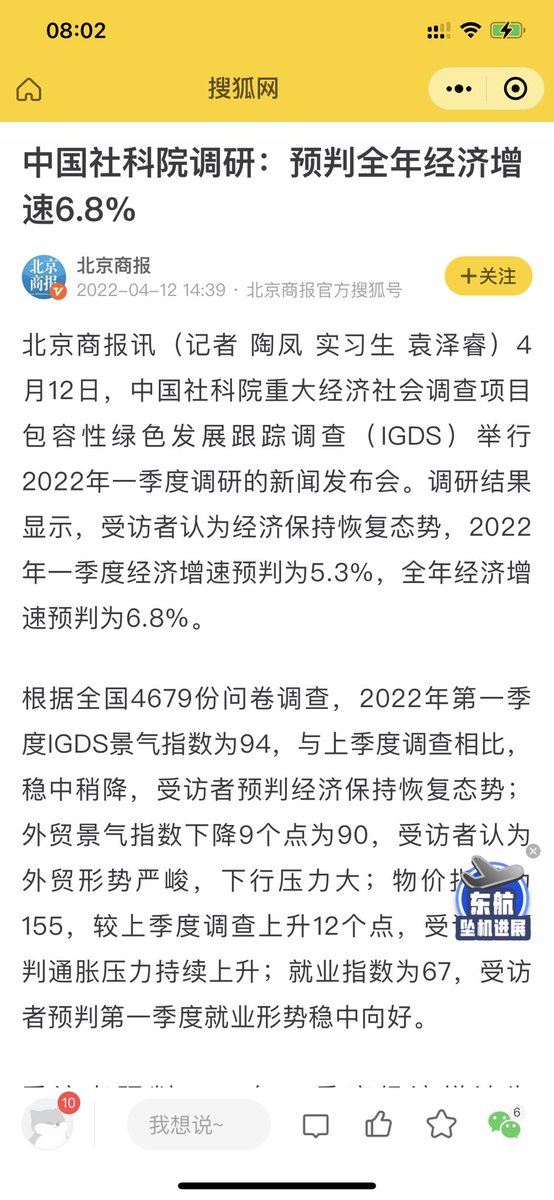 08:02
搜狐网
中国社科院调研：预判全年经济增
速6.8%
北京
商报
北京商报
2022-04-12 14:39 · 北京商报官方搜狐号
+关注
北京商报讯（记者 陶凤 实习生 袁泽睿）4
月12日，中国社科院重大经济社会调查项目
包容性绿色发展跟踪调查（IGDS）举行
2022年一季度调研的新闻发布会。调研结果
显示，受访者认为经济保持恢复态势，2022
年一季度经济增速预判为5.3%，全年经济增
速预判为6.8%。
根据全国4679份问卷调查，2022年第一季
度IGDS景气指数为94，与上季度调查相比，
稳中稍降，受访者预判经济保持恢复态势；
外贸景气指数下降9个点为90，受访者认为
外贸形势严峻，下行压力大；物价
155，较上季度调查上升12个点，受
判通胀压力持续上升；就业指数为67，受访
者预判第一季度就业形势稳中向好。
东航
坠机进展
10
我想说~
6